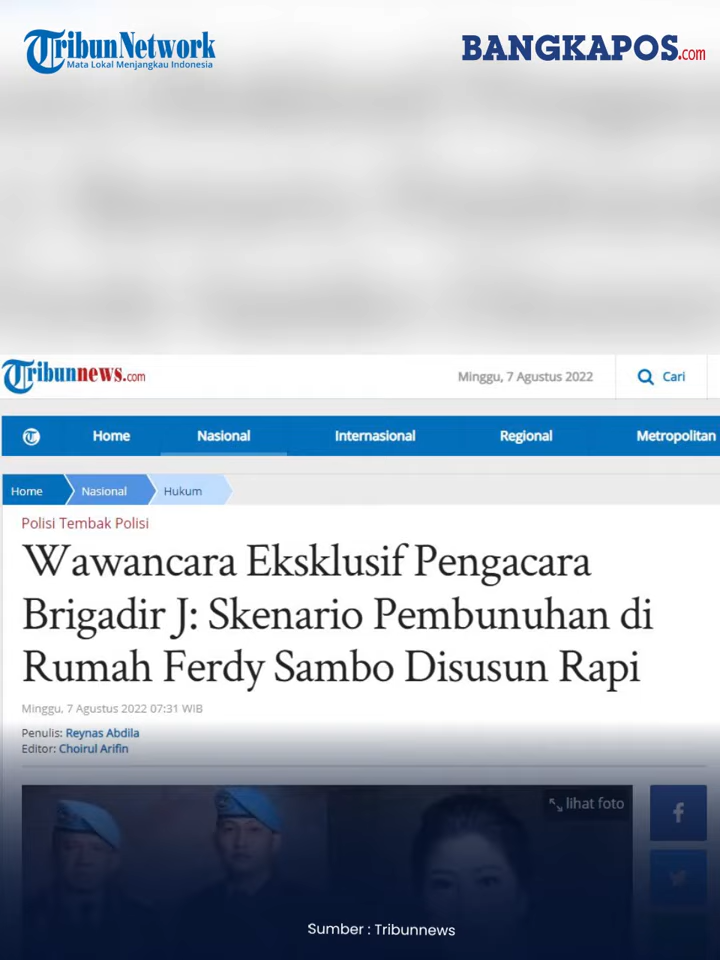 TribunNetwork
Mata Lokal Menjangkau Indonesia
BANGKAPOS.com
Tribunnews.com
Minggu, 7 Agustus 2022
Cari
Home
Nasional
Internasional
Regional
Metropolitan
Home
Nasional
Hukum
Polisi Tembak Polisi
Wawancara Eksklusif Pengacara
Brigadir J: Skenario Pembunuhan di
Rumah Ferdy Sambo Disusun Rapi
Minggu, 7 Agustus 2022 07:31 WIB
Penulis: Reynas Abdila
Editor: Choirul Arifin
lihat foto
Sumber : Tribunnews